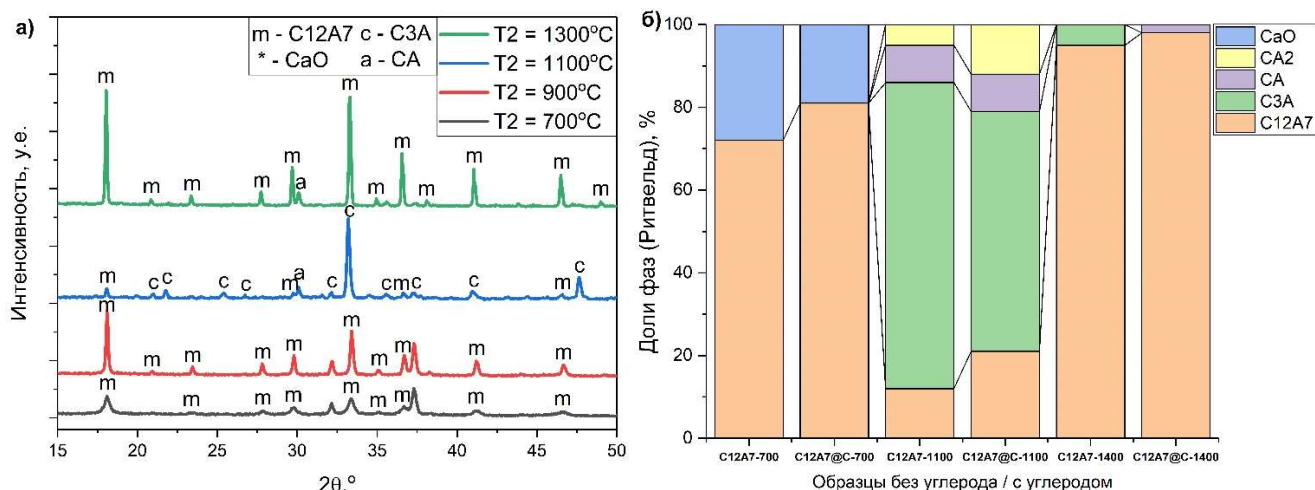 а)
m - C12A7 c - C3A
* - CaO a - CA
T2 = 1300°C
T2 = 1100°C
T2 = 900°C
T2 = 700°C
Интенсивность, у.е.
m m m m m a m m m m m m m
m c c c c m a c c c m c c m c
m m m m m m m m m m
m m m m m m m m m
15 20 25 30 35 40 45 50
2θ,°
б)
Доли фаз (Ритвельд), %
100
80
60
40
20
0
CaO
CA2
CA
C3A
C12A7
C12A7-700 C12A7@C-700 C12A7-1100 C12A7@C-1100 C12A7-1400 C12A7@C-1400
Образцы без углерода / с углеродом